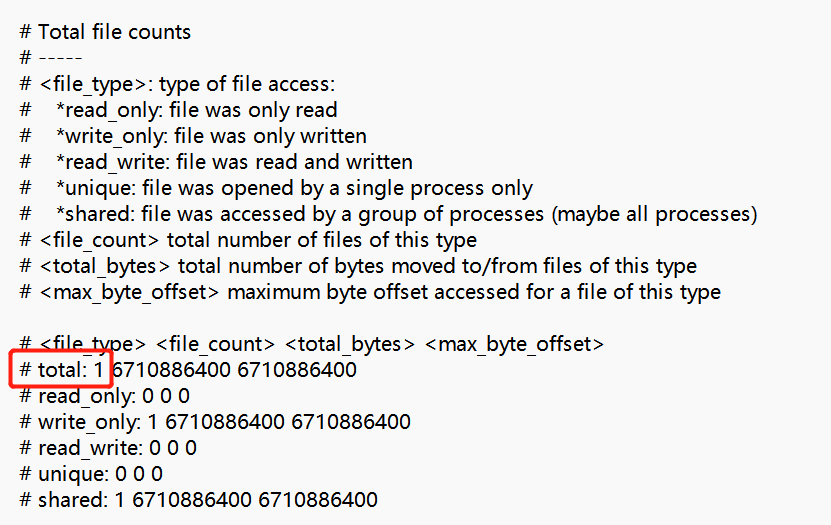 # Total file counts
# -----
# <file_type>: type of file access:
#    *read_only: file was only read
#    *write_only: file was only written
#    *read_write: file was read and written
#    *unique: file was opened by a single process only
#    *shared: file was accessed by a group of processes (maybe all processes)
# <file_count> total number of files of this type
# <total_bytes> total number of bytes moved to/from files of this type
# <max_byte_offset> maximum byte offset accessed for a file of this type

# <file_type> <file_count> <total_bytes> <max_byte_offset>
# total: 1 6710886400 6710886400
# read_only: 0 0 0
# write_only: 1 6710886400 6710886400
# read_write: 0 0 0
# unique: 0 0 0
# shared: 1 6710886400 6710886400